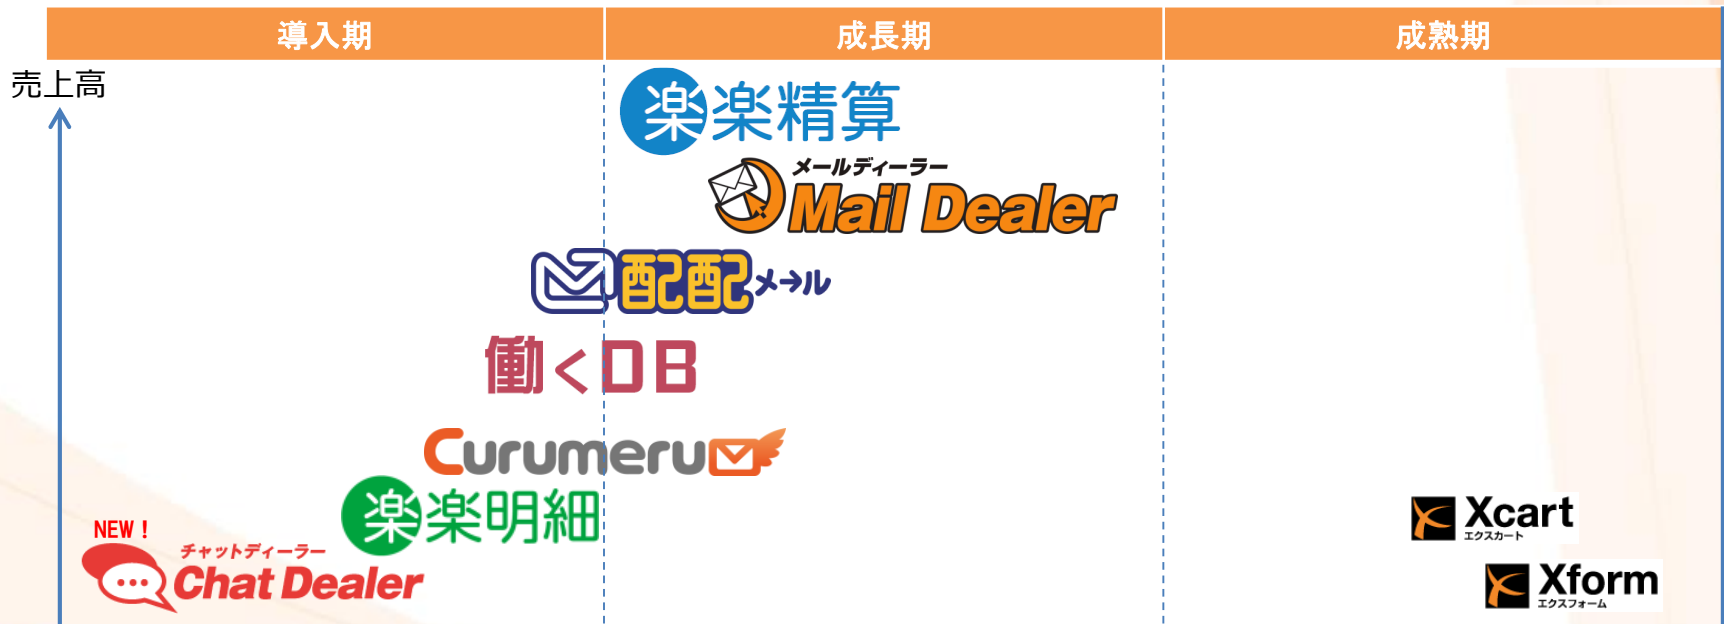 導入期
成長期
成熟期
売上高
楽楽精算
メールディーラー
Mail Dealer
配配メール
働くDB
Curumeru
楽楽明細
NEW！
チャットディーラー
Chat Dealer
Xcart
エクスカート
Xform
エクスフォーム